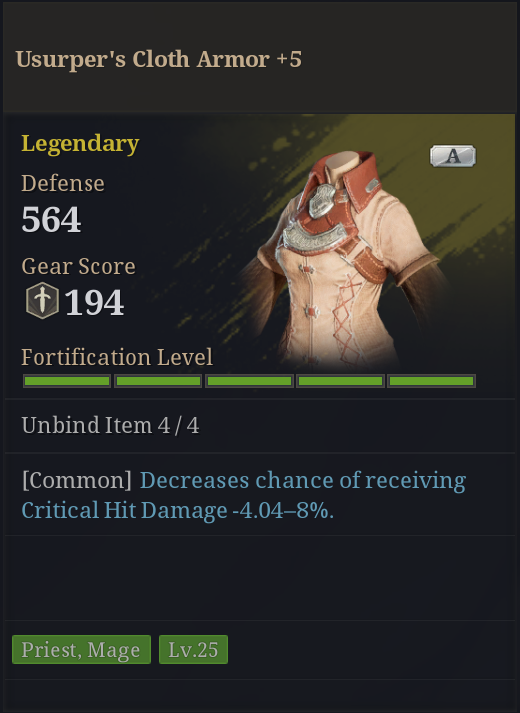 Usurper's Cloth Armor +5
Legendary
A
Defense
564
Gear Score
194
Fortification Level
Unbind Item 4 / 4
[Common] Decreases chance of receiving
Critical Hit Damage -4.04–8%.
Priest, Mage Lv.25